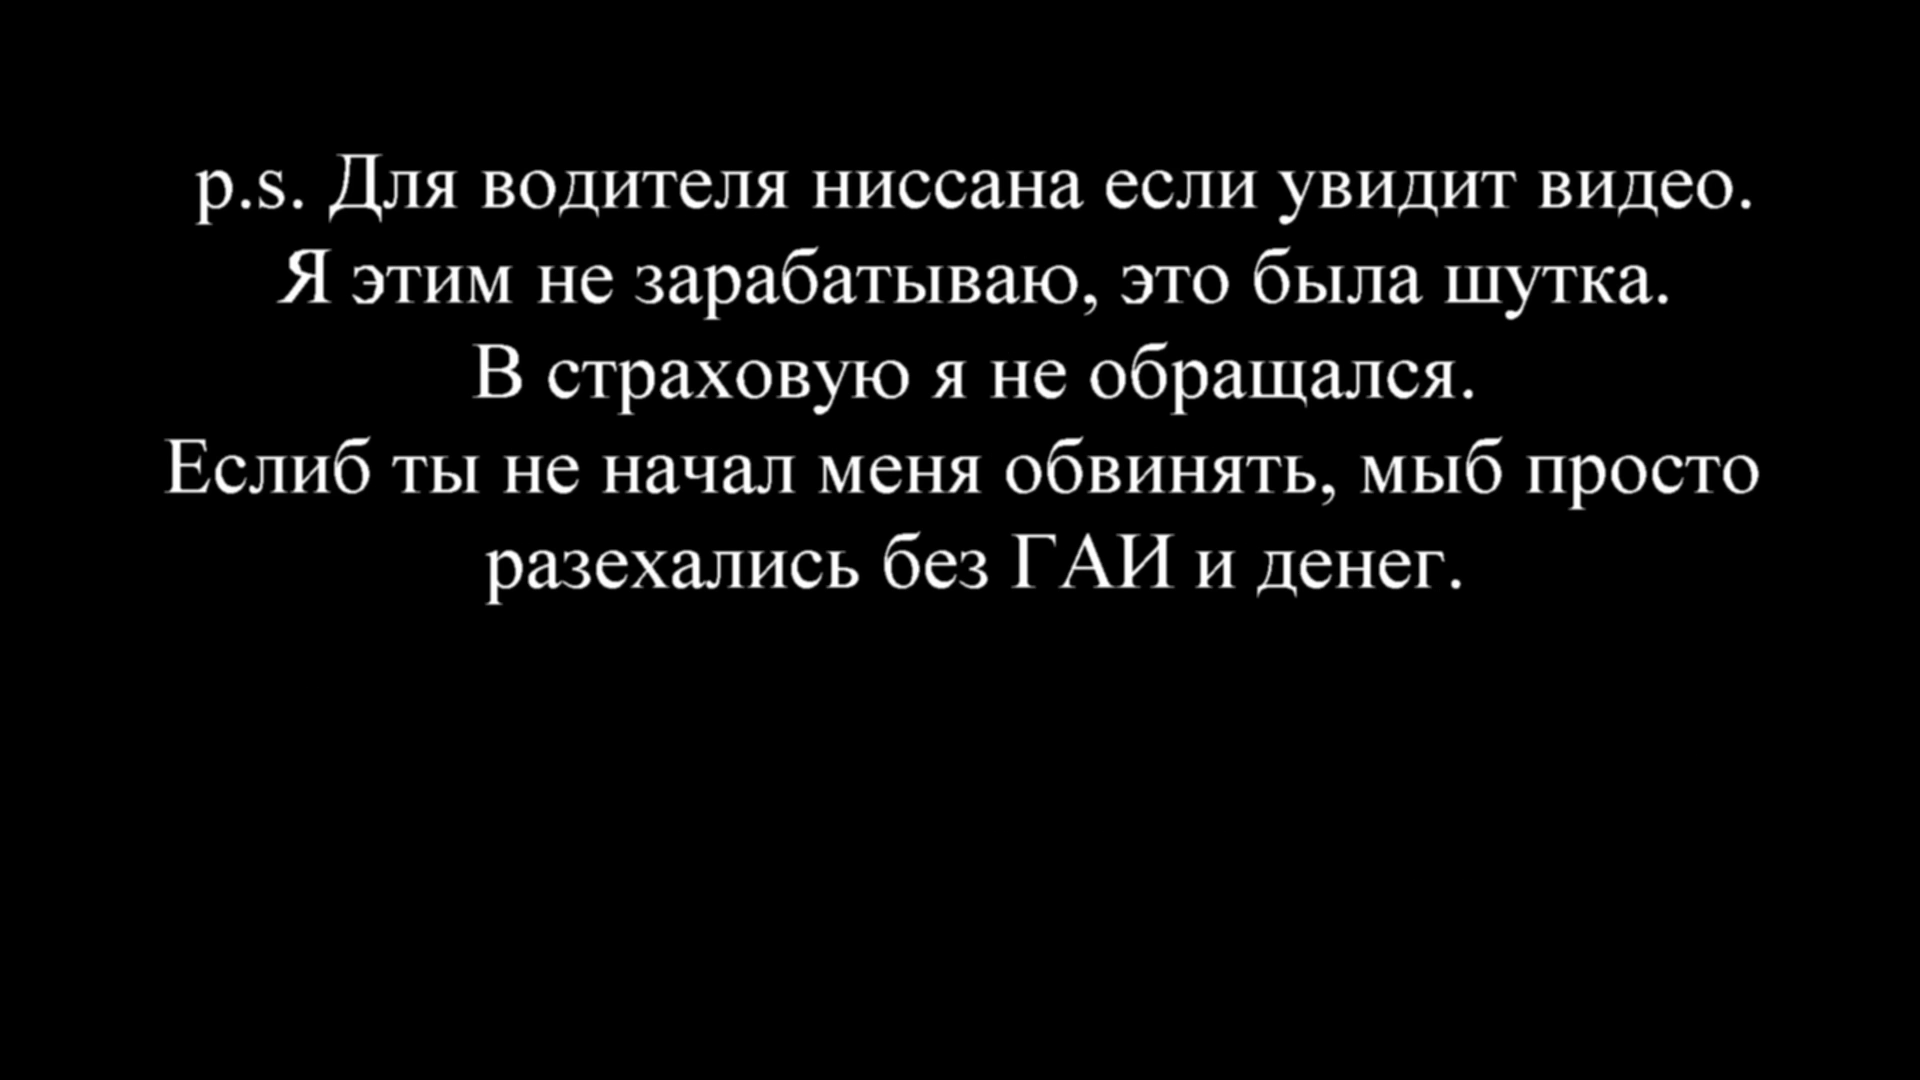 p.s. Для водителя ниссана если увидит видео.
Я этим не зарабатываю, это была шутка.
В страховую я не обращался.
Еслиб ты не начал меня обвинять, мыб просто
разехались без ГАИ и денег.